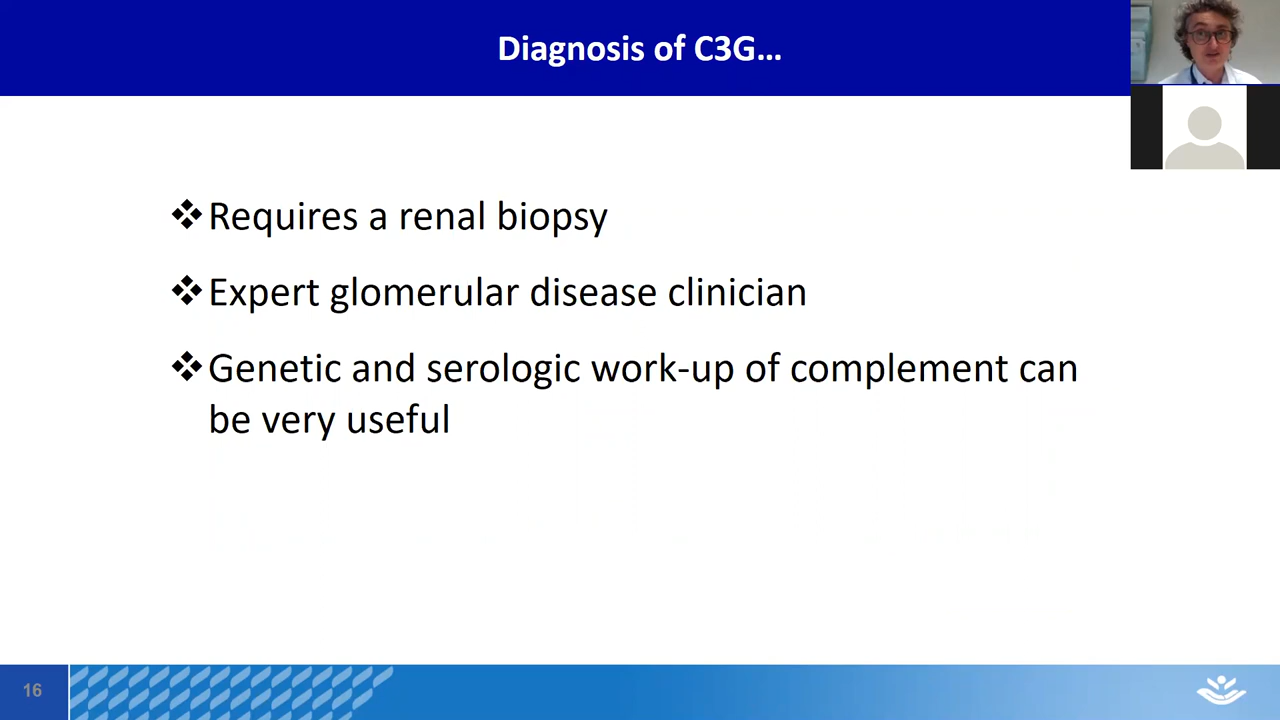 Diagnosis of C3G...
❖Requires a renal biopsy
❖Expert glomerular disease clinician
❖Genetic and serologic work-up of complement can
be very useful
16